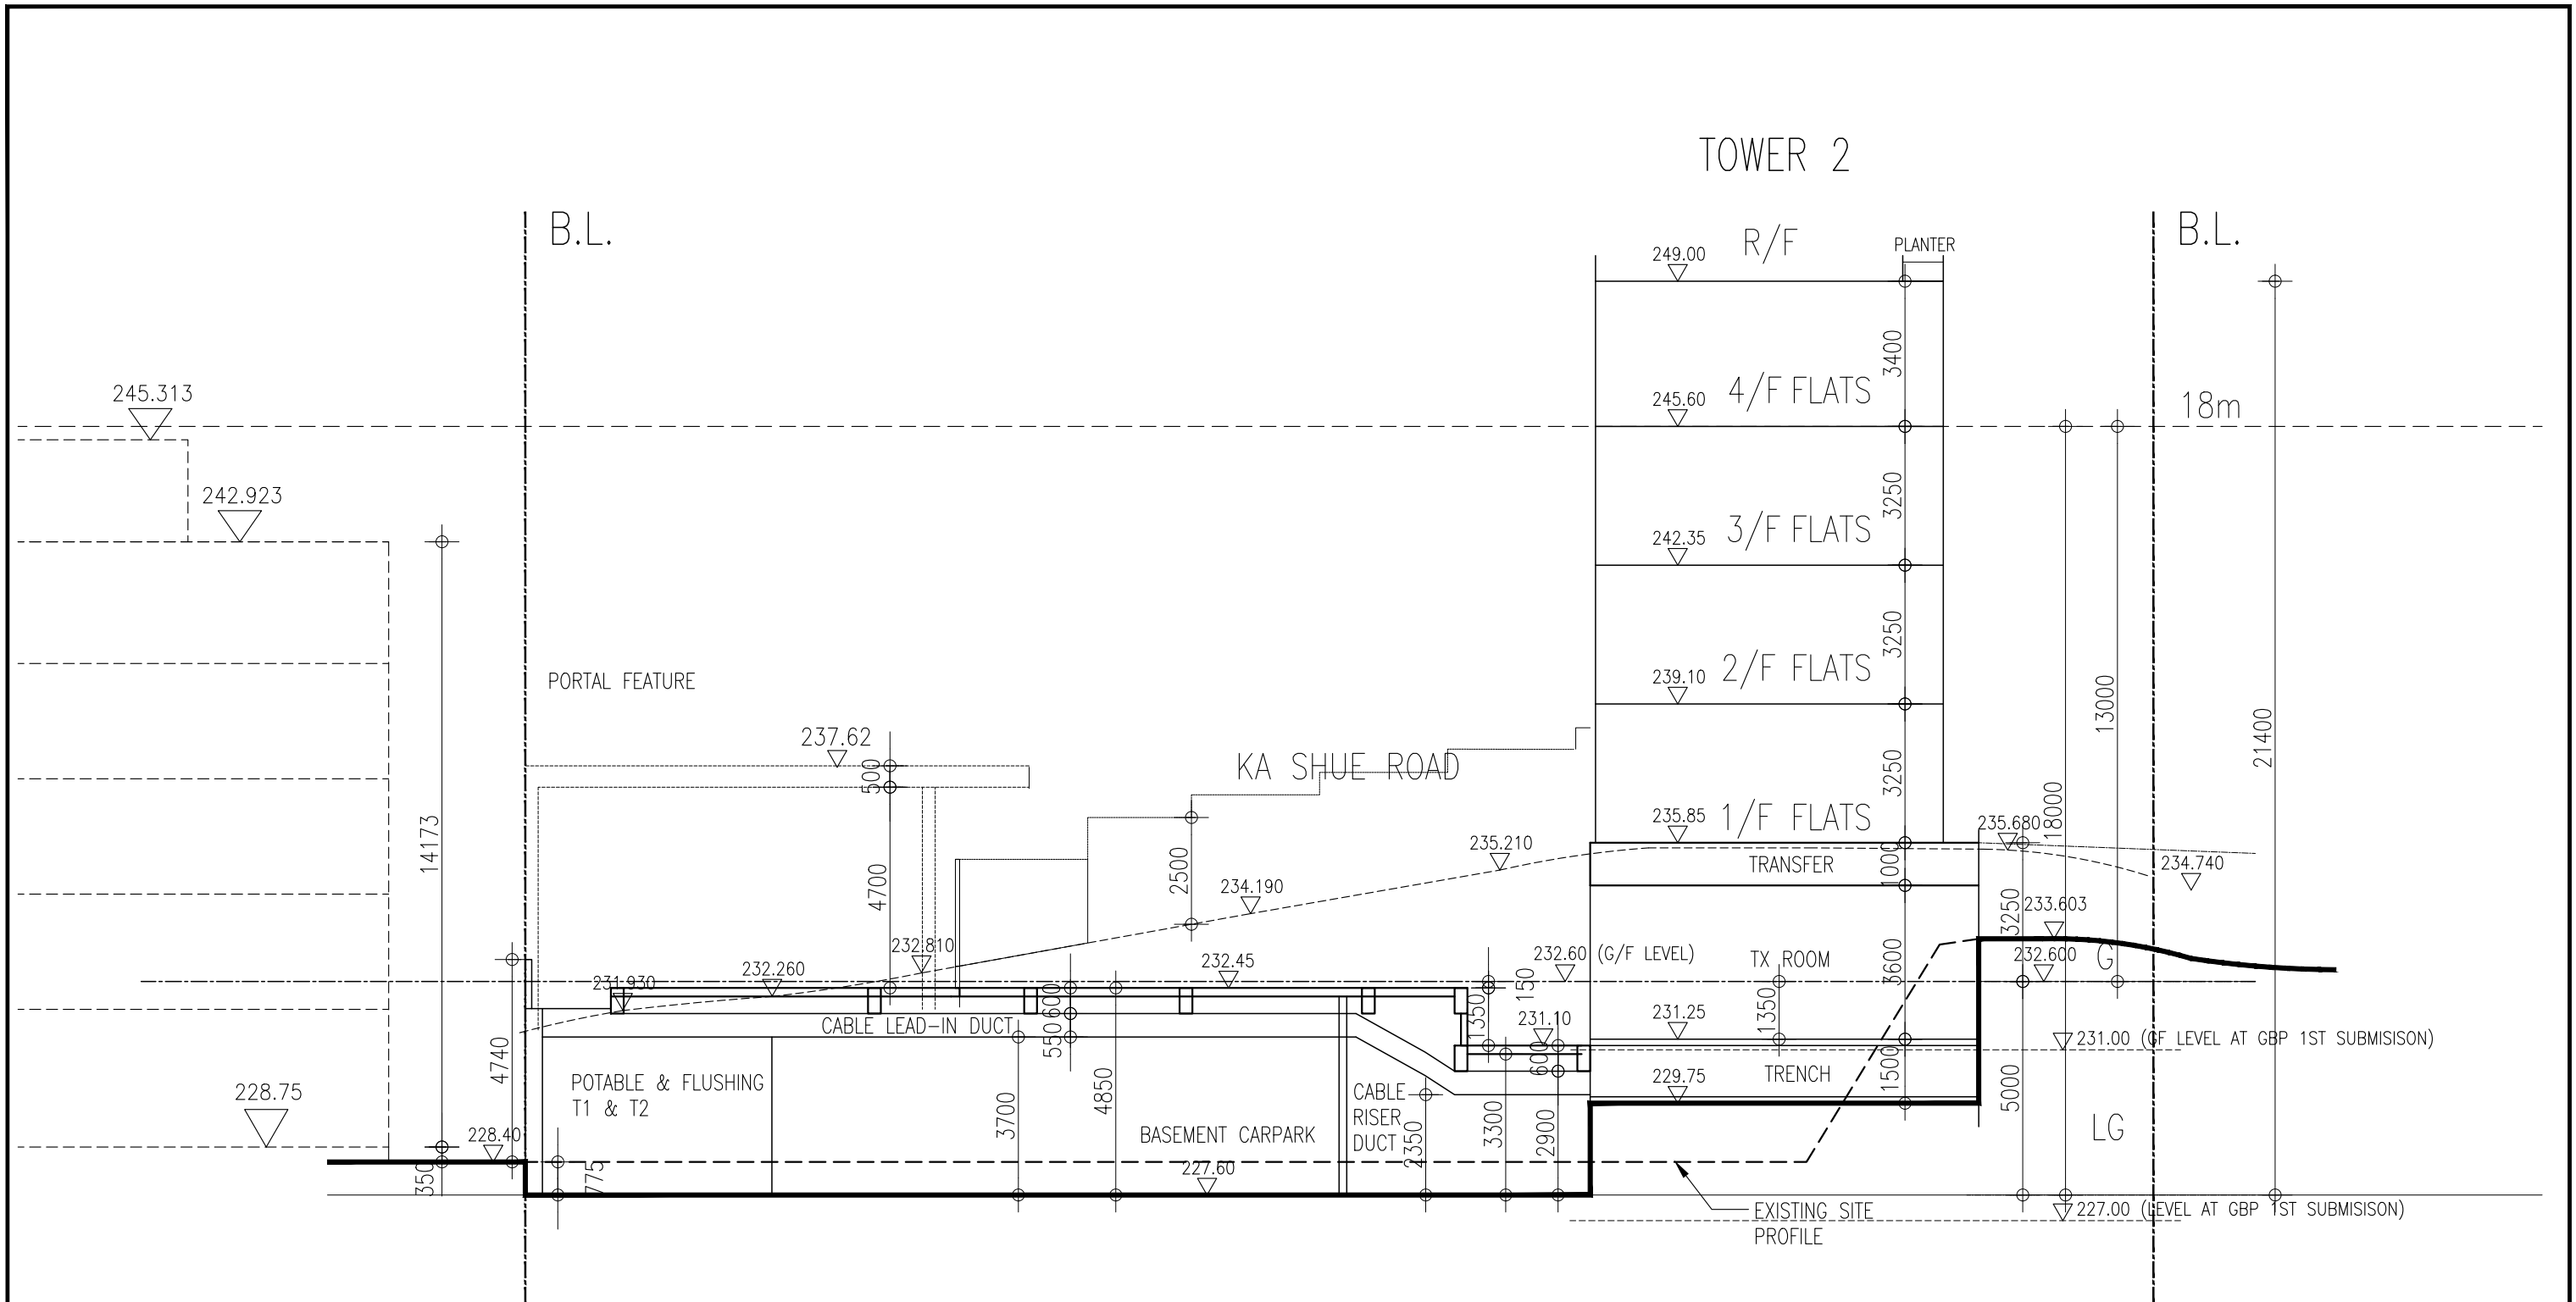 TOWER 2
B.L.
B.L.
R/F
PLANTER
249.00
3400
245.313
4/F FLATS
245.60
18m
242.923
3250
3/F FLATS
242.35
3250
2/F FLATS
239.10
PORTAL FEATURE
13000
21400
237.62
500
KA SHUE ROAD
3250
18000
1/F FLATS
235.85
235.680
14173
2500
235.210
TRANSFER
1000
234.740
4700
234.190
3250
233.603
232.810
232.60 (G/F LEVEL)
TX ROOM
3600
232.600
G
231.930
232.260
232.45
600
150
1350
1350
CABLE LEAD-IN DUCT
550
231.10
231.25
231.00 (GF LEVEL AT GBP 1ST SUBMISISON)
4740
600
POTABLE & FLUSHING
T1 & T2
TRENCH
1500
229.75
228.75
3700
4850
CABLE
RISER
DUCT
2350
3300
2900
5000
LG
228.40
BASEMENT CARPARK
350
775
227.60
EXISTING SITE
PROFILE
227.00 (LEVEL AT GBP 1ST SUBMISISON)